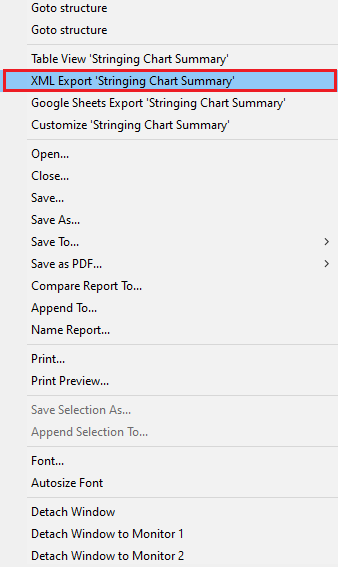 Goto structure
Goto structure
Table View 'Stringing Chart Summary'
XML Export 'Stringing Chart Summary'
Google Sheets Export 'Stringing Chart Summary'
Customize 'Stringing Chart Summary'
Open...
Close...
Save...
Save As...
Save To...
Save as PDF...
Compare Report To...
Append To...
Name Report...
Print...
Print Preview...
Save Selection As...
Append Selection To...
Font...
Autosize Font
Detach Window
Detach Window to Monitor 1
Detach Window to Monitor 2